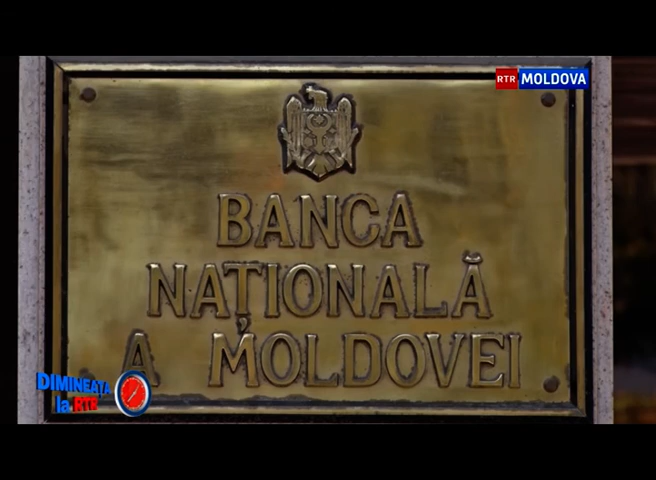 RTR MOLDOVA
BANCA
NAȚIONALĂ
A MOLDOVEI
DIMINEAȚA
la RTR